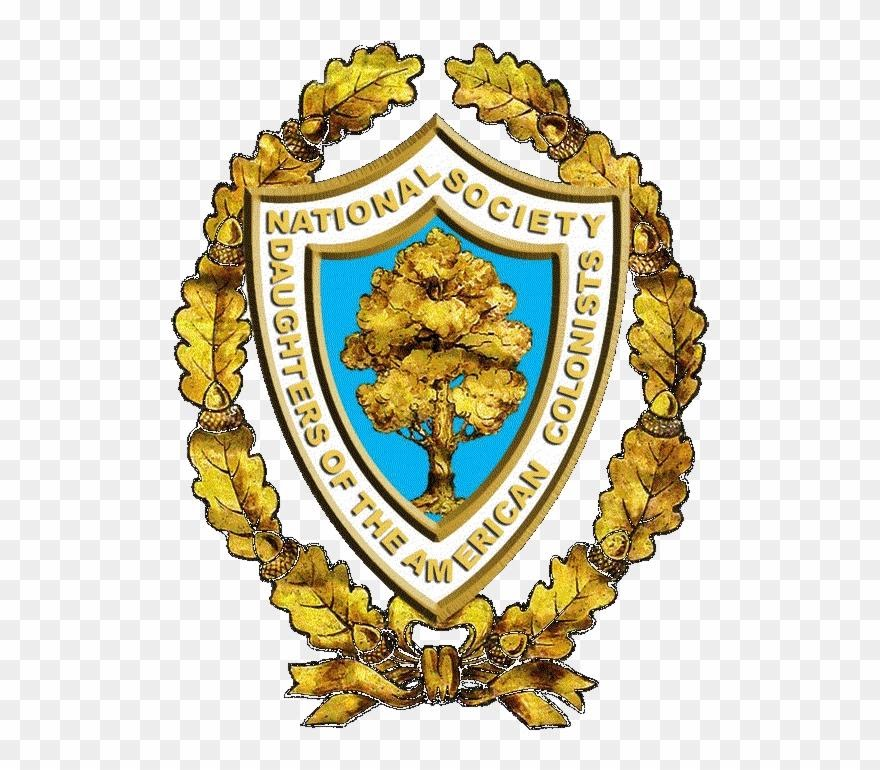 NATIONAL SOCIETY
DAUGHTERS OF THE AMERICAN COLONISTS